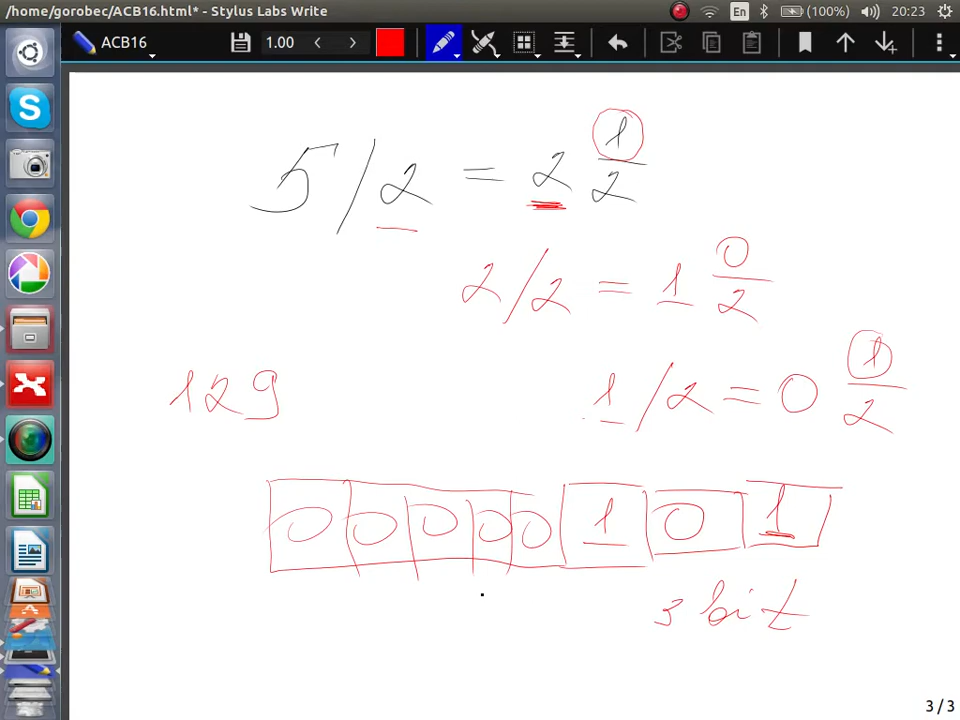 /home/gorobec/ACB16.html* - Stylus Labs Write
En (100%) 20:23
ACB16 1.00
5/2 = 2 1/2
2/2 = 1 0/2
129
1/2 = 0 1/2
0 0 0 0 0 1 0 1
3 bit
3/3